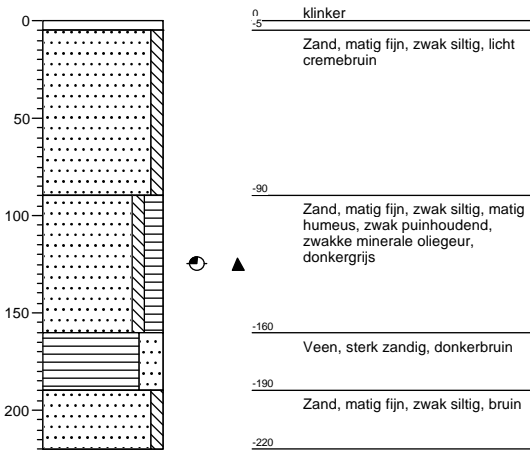 0
50
100
150
200
0
klinker
-5
Zand, matig fijn, zwak siltig, licht
cremebruin
-90
Zand, matig fijn, zwak siltig, matig
humeus, zwak puinhoudend,
zwakke minerale oliegeur,
donkergrijs
-160
Veen, sterk zandig, donkerbruin
-190
Zand, matig fijn, zwak siltig, bruin
-220